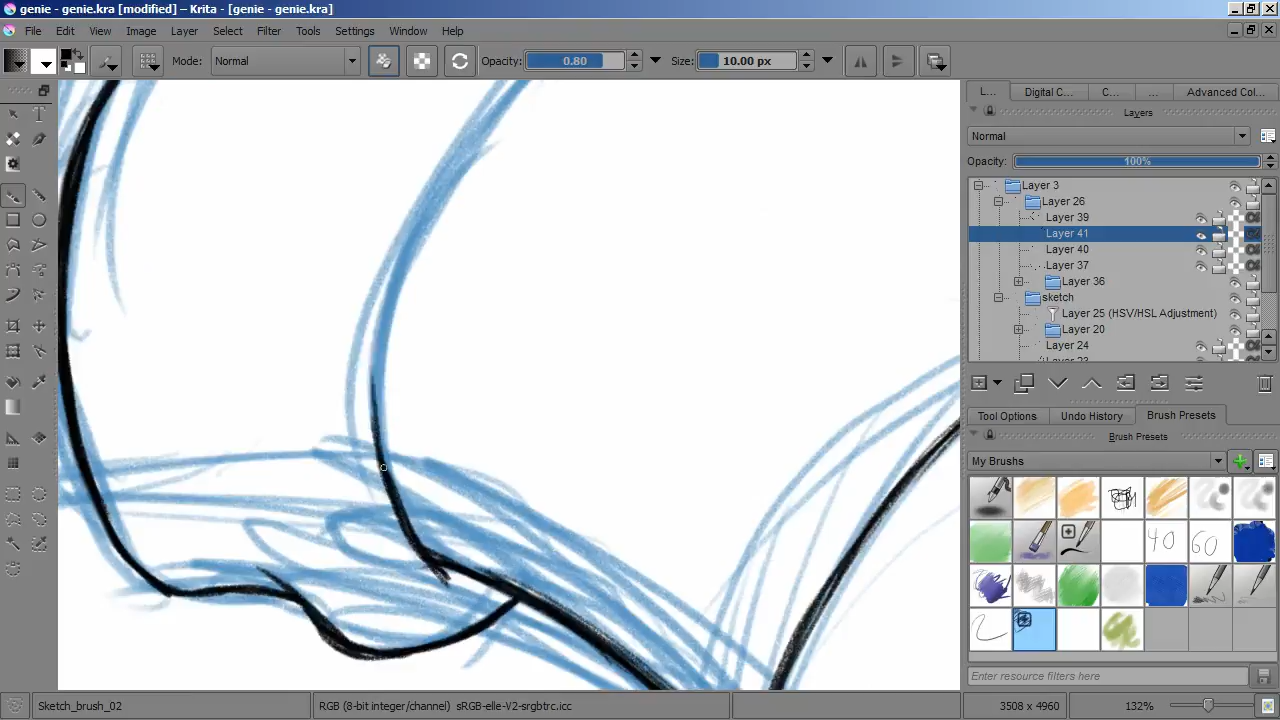 genie - genie.kra [modified] – Krita - [genie - genie.kra]
File Edit View Image Layer Select Filter Tools Settings Window Help
Mode: Normal Opacity: 0.80 Size: 10.00 px
L... Digital C... C... ... Advanced Col...
Layers
Normal
Opacity: 100%
Layer 3
Layer 26
Layer 39
Layer 41
Layer 40
Layer 37
Layer 36
sketch
Layer 25 (HSV/HSL Adjustment)
Layer 20
Layer 24
Tool Options Undo History Brush Presets
Brush Presets
My Brushes
40 60
Enter resource filters here
Sketch_brush_02 RGB (8-bit integer/channel) sRGB-elle-V2-srgbtrc.icc 3508 x 4960 132%